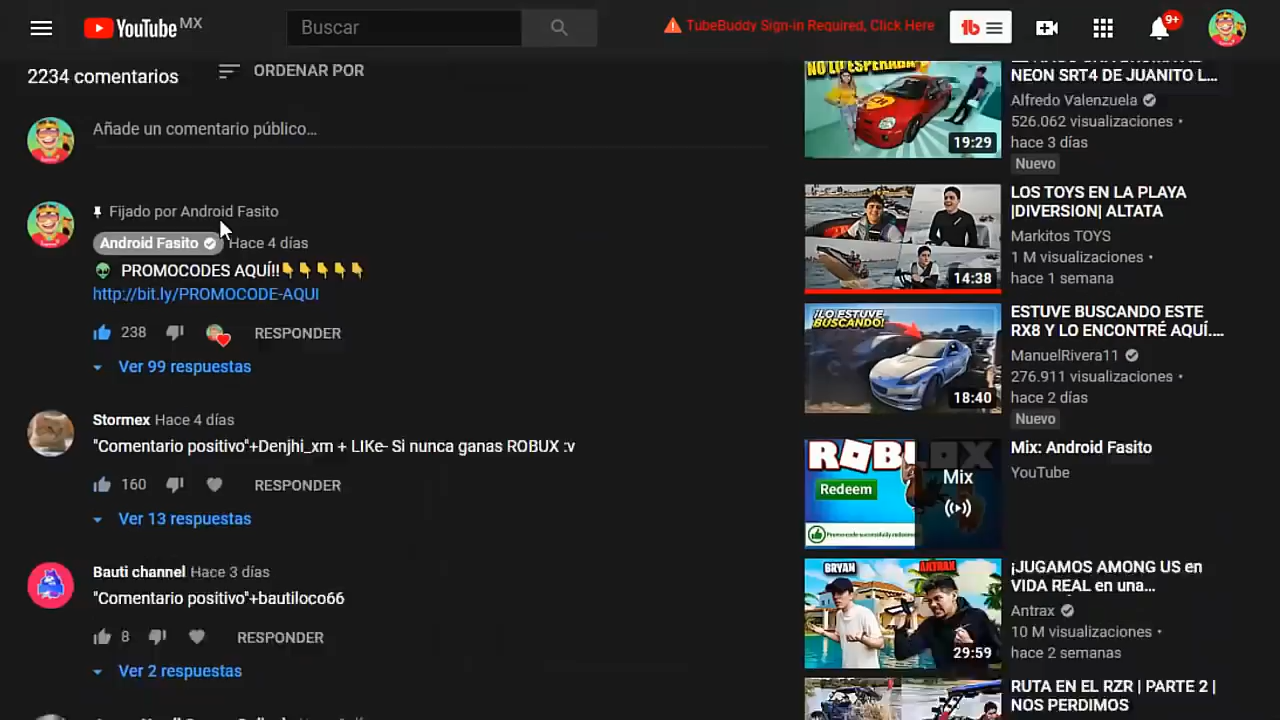 YouTube MX
Buscar
TubeBuddy Sign-in Required, Click Here
tb
9+
2234 comentarios
ORDENAR POR
Añade un comentario público...
Fijado por Android Fasito
Android Fasito Hace 4 días
PROMOCODES AQUÍ!!
http://bit.ly/PROMOCODE-AQUI
238 RESPONDER
Ver 99 respuestas
Stormex Hace 4 días
"Comentario positivo"+Denjhi_xm + LIKe- Si nunca ganas ROBUX :v
160 RESPONDER
Ver 13 respuestas
Bauti channel Hace 3 días
"Comentario positivo"+bautiloco66
8 RESPONDER
Ver 2 respuestas
NO LO ESPERABA
19:29
NEON SRT4 DE JUANITO L...
Alfredo Valenzuela
526.062 visualizaciones •
hace 3 días
Nuevo
14:38
LOS TOYS EN LA PLAYA
|DIVERSION| ALTATA
Markitos TOYS
1 M visualizaciones •
hace 1 semana
¡LO ESTUVE
BUSCANDO!
18:40
ESTUVE BUSCANDO ESTE
RX8 Y LO ENCONTRÉ AQUÍ....
ManuelRivera11
276.911 visualizaciones •
hace 2 días
Nuevo
ROBLOX
Redeem
Promo code successfully redeemed
Mix
Mix: Android Fasito
YouTube
BRYAN
ANTRAX
29:59
¡JUGAMOS AMONG US en
VIDA REAL en una...
Antrax
10 M visualizaciones •
hace 2 semanas
RUTA EN EL RZR | PARTE 2 |
NOS PERDIMOS